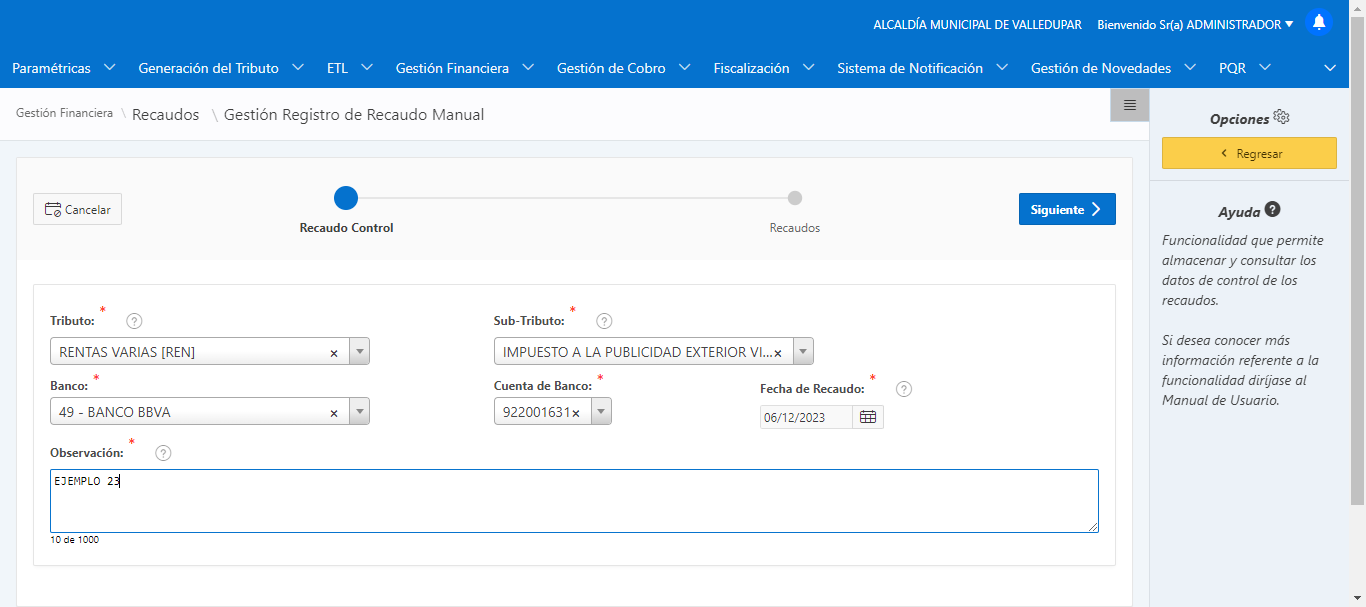 ALCALDÍA MUNICIPAL DE VALLEDUPAR Bienvenido Sr(a) ADMINISTRADOR
Paramétricas Generación del Tributo ETL Gestión Financiera Gestión de Cobro Fiscalización Sistema de Notificación Gestión de Novedades PQR
Gestión Financiera \ Recaudos \ Gestión Registro de Recaudo Manual
Opciones
Regresar
Cancelar
Recaudo Control
Recaudos
Siguiente
Ayuda ?
Funcionalidad que permite
almacenar y consultar los
datos de control de los
recaudos.
Si desea conocer más
información referente a la
funcionalidad diríjase al
Manual de Usuario.
Tributo: * ?
Sub-Tributo: * ?
RENTAS VARIAS [REN] ×
IMPUESTO A LA PUBLICIDAD EXTERIOR VI...×
Banco: *
Cuenta de Banco: *
Fecha de Recaudo: * ?
49 - BANCO BBVA ×
922001631×
06/12/2023
Observación: * ?
EJEMPLO 23
10 de 1000